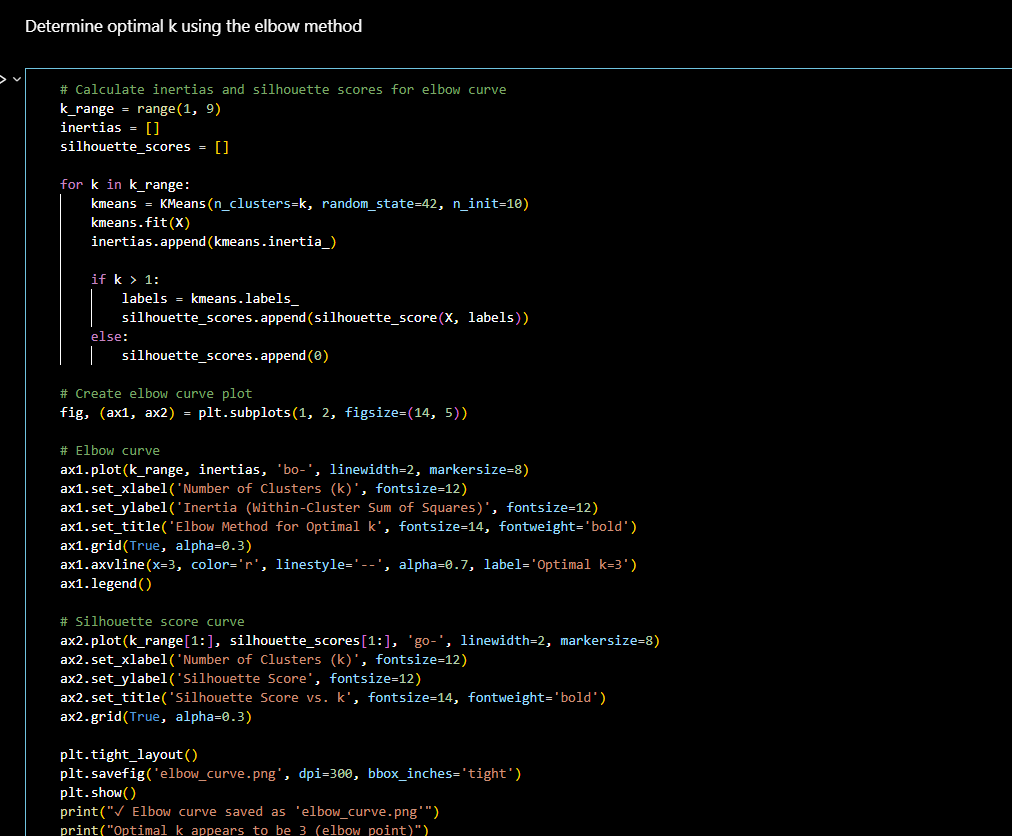 Determine optimal k using the elbow method
# Calculate inertias and silhouette scores for elbow curve
k_range = range(1, 9)
inertias = []
silhouette_scores = []
for k in k_range:
kmeans = KMeans(n_clusters=k, random_state=42, n_init=10)
kmeans.fit(X)
inertias.append(kmeans.inertia_)
if k > 1:
labels = kmeans.labels_
silhouette_scores.append(silhouette_score(X, labels))
else:
silhouette_scores.append(0)
# Create elbow curve plot
fig, (ax1, ax2) = plt.subplots(1, 2, figsize=(14, 5))
# Elbow curve
ax1.plot(k_range, inertias, 'bo-', linewidth=2, markersize=8)
ax1.set_xlabel('Number of Clusters (k)', fontsize=12)
ax1.set_ylabel('Inertia (Within-Cluster Sum of Squares)', fontsize=12)
ax1.set_title('Elbow Method for Optimal k', fontsize=14, fontweight='bold')
ax1.grid(True, alpha=0.3)
ax1.axvline(x=3, color='r', linestyle='--', alpha=0.7, label='Optimal k=3')
ax1.legend()
# Silhouette score curve
ax2.plot(k_range[1:], silhouette_scores[1:], 'go-', linewidth=2, markersize=8)
ax2.set_xlabel('Number of Clusters (k)', fontsize=12)
ax2.set_ylabel('Silhouette Score', fontsize=12)
ax2.set_title('Silhouette Score vs. k', fontsize=14, fontweight='bold')
ax2.grid(True, alpha=0.3)
plt.tight_layout()
plt.savefig('elbow_curve.png', dpi=300, bbox_inches='tight')
plt.show()
print("✓ Elbow curve saved as 'elbow_curve.png'")
print("Optimal k appears to be 3 (elbow point)")